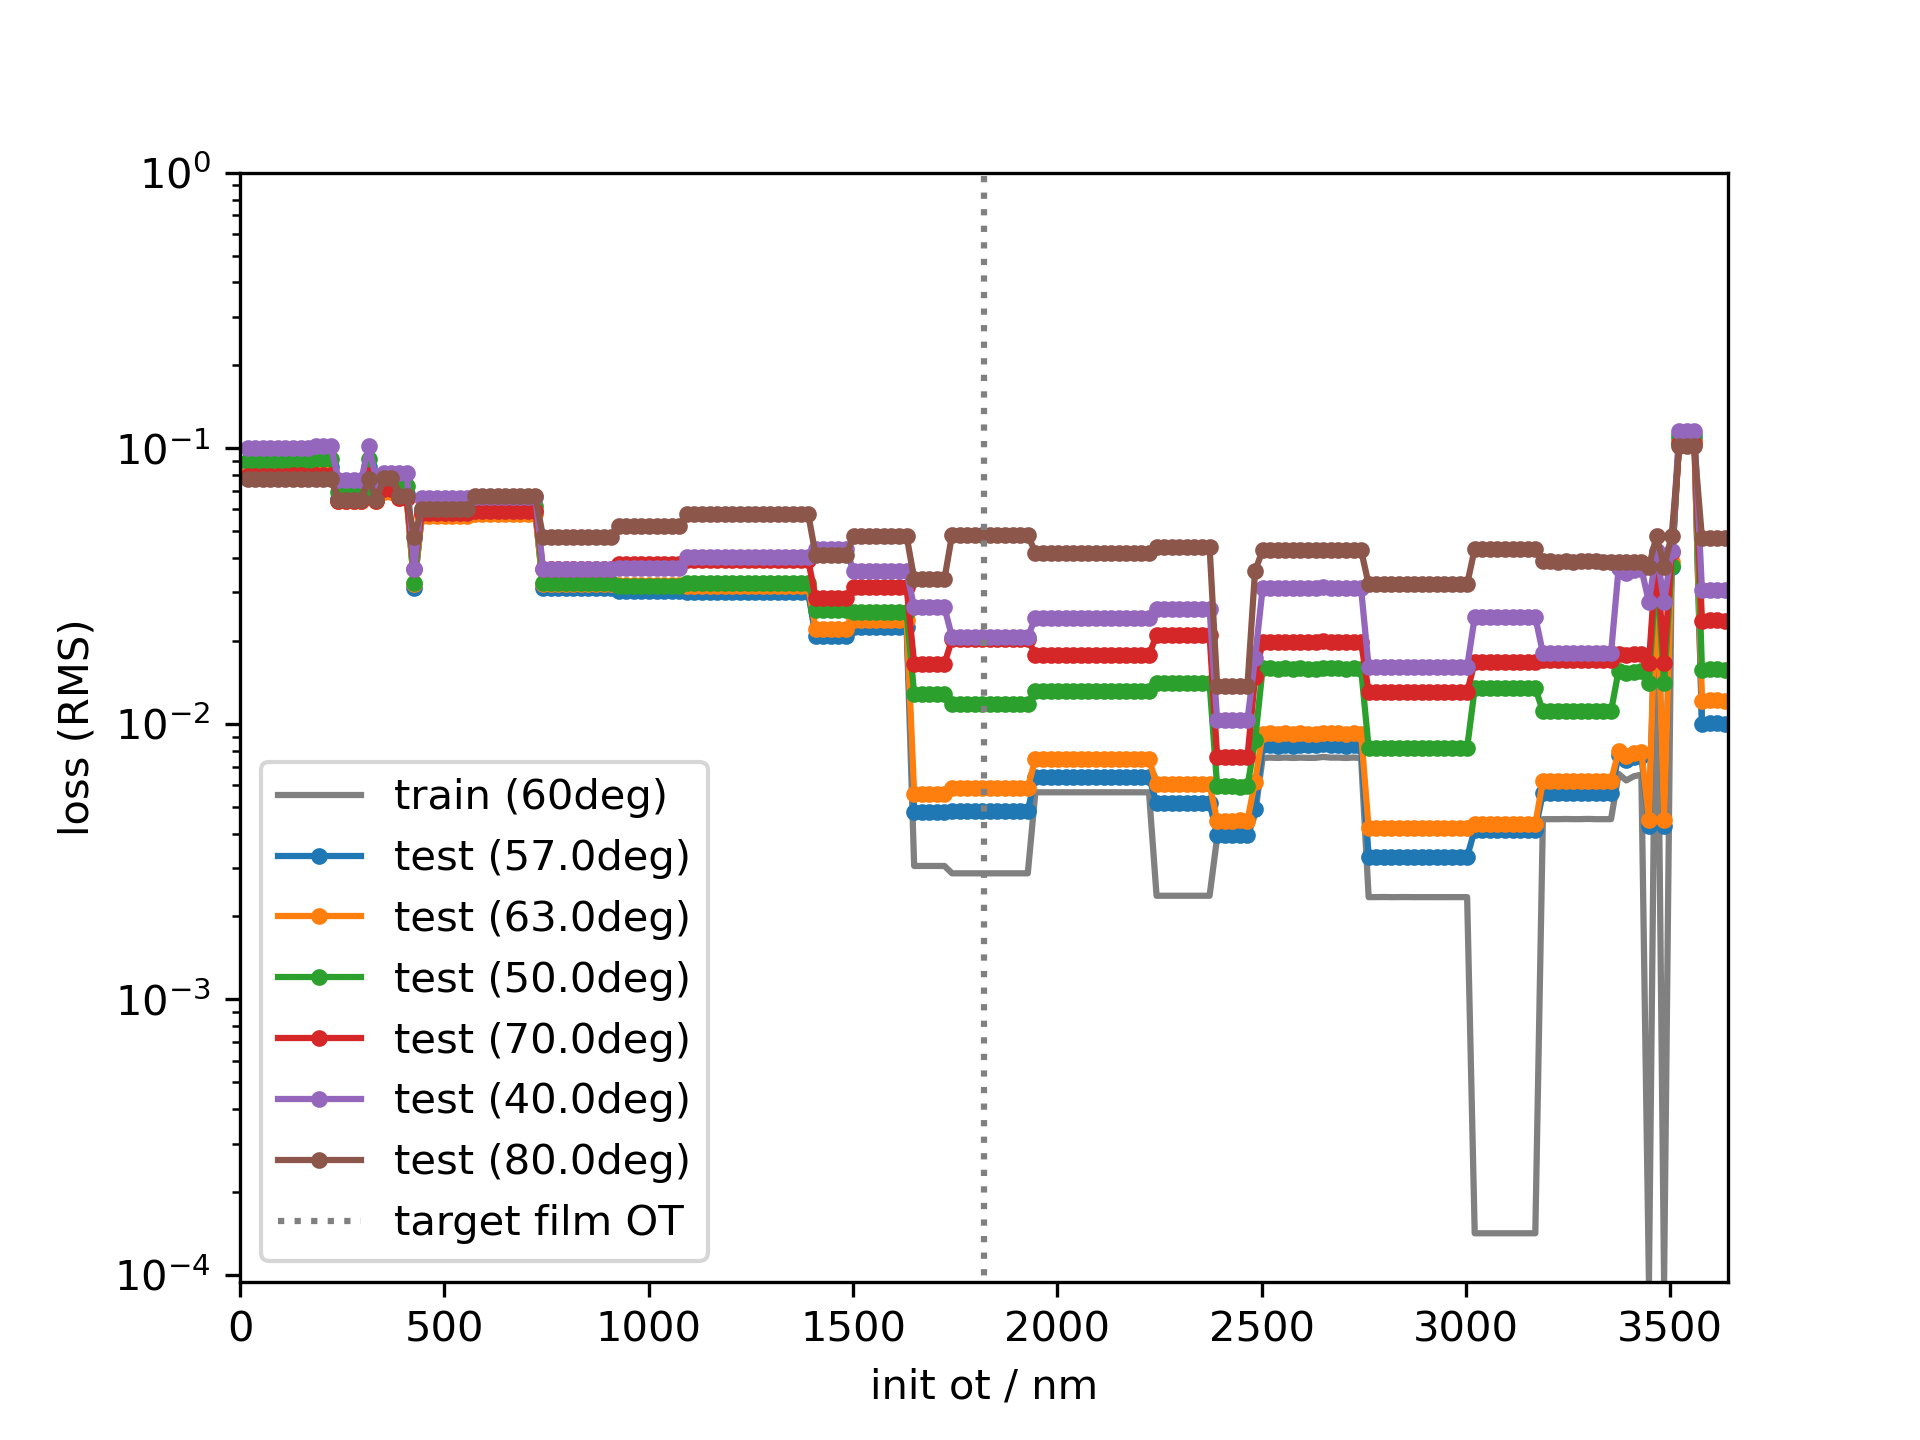 10⁰
10⁻¹
10⁻²
10⁻³
10⁻⁴
loss (RMS)
train (60deg)
test (57.0deg)
test (63.0deg)
test (50.0deg)
test (70.0deg)
test (40.0deg)
test (80.0deg)
target film OT
0 500 1000 1500 2000 2500 3000 3500
init ot / nm